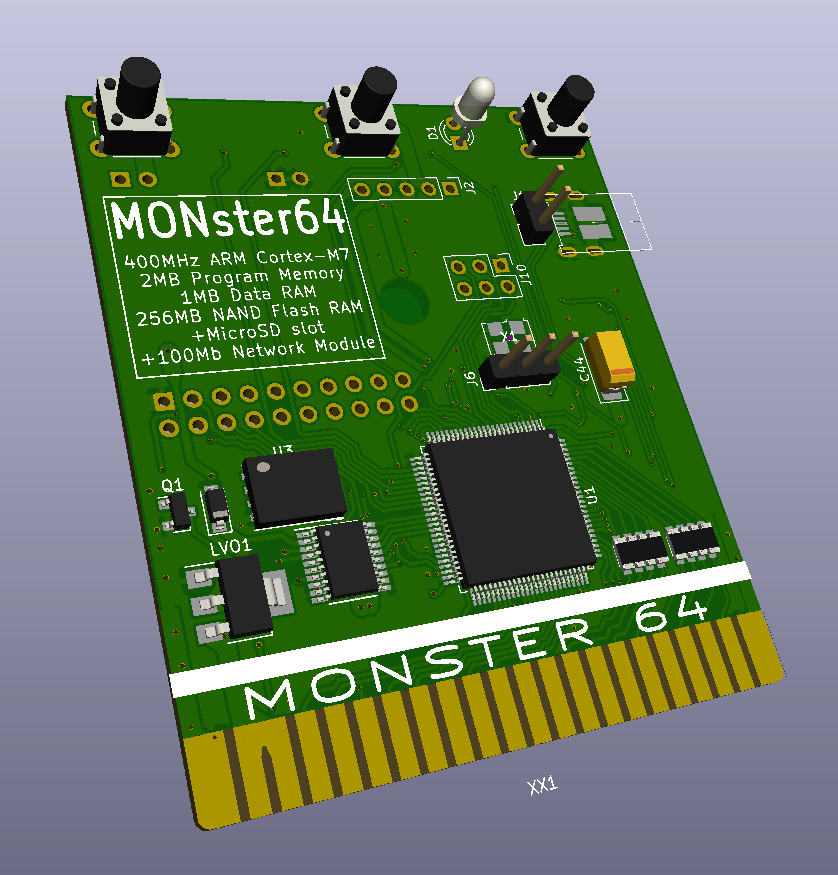 D1
J2
MONster64
400MHz ARM Cortex-M7
2MB Program Memory
1MB Data RAM
256MB NAND Flash RAM
+MicroSD slot
+100Mb Network Module
J10
X1
J6
C44
U3
Q1
U1
LVO1
MONSTER 64
XX1